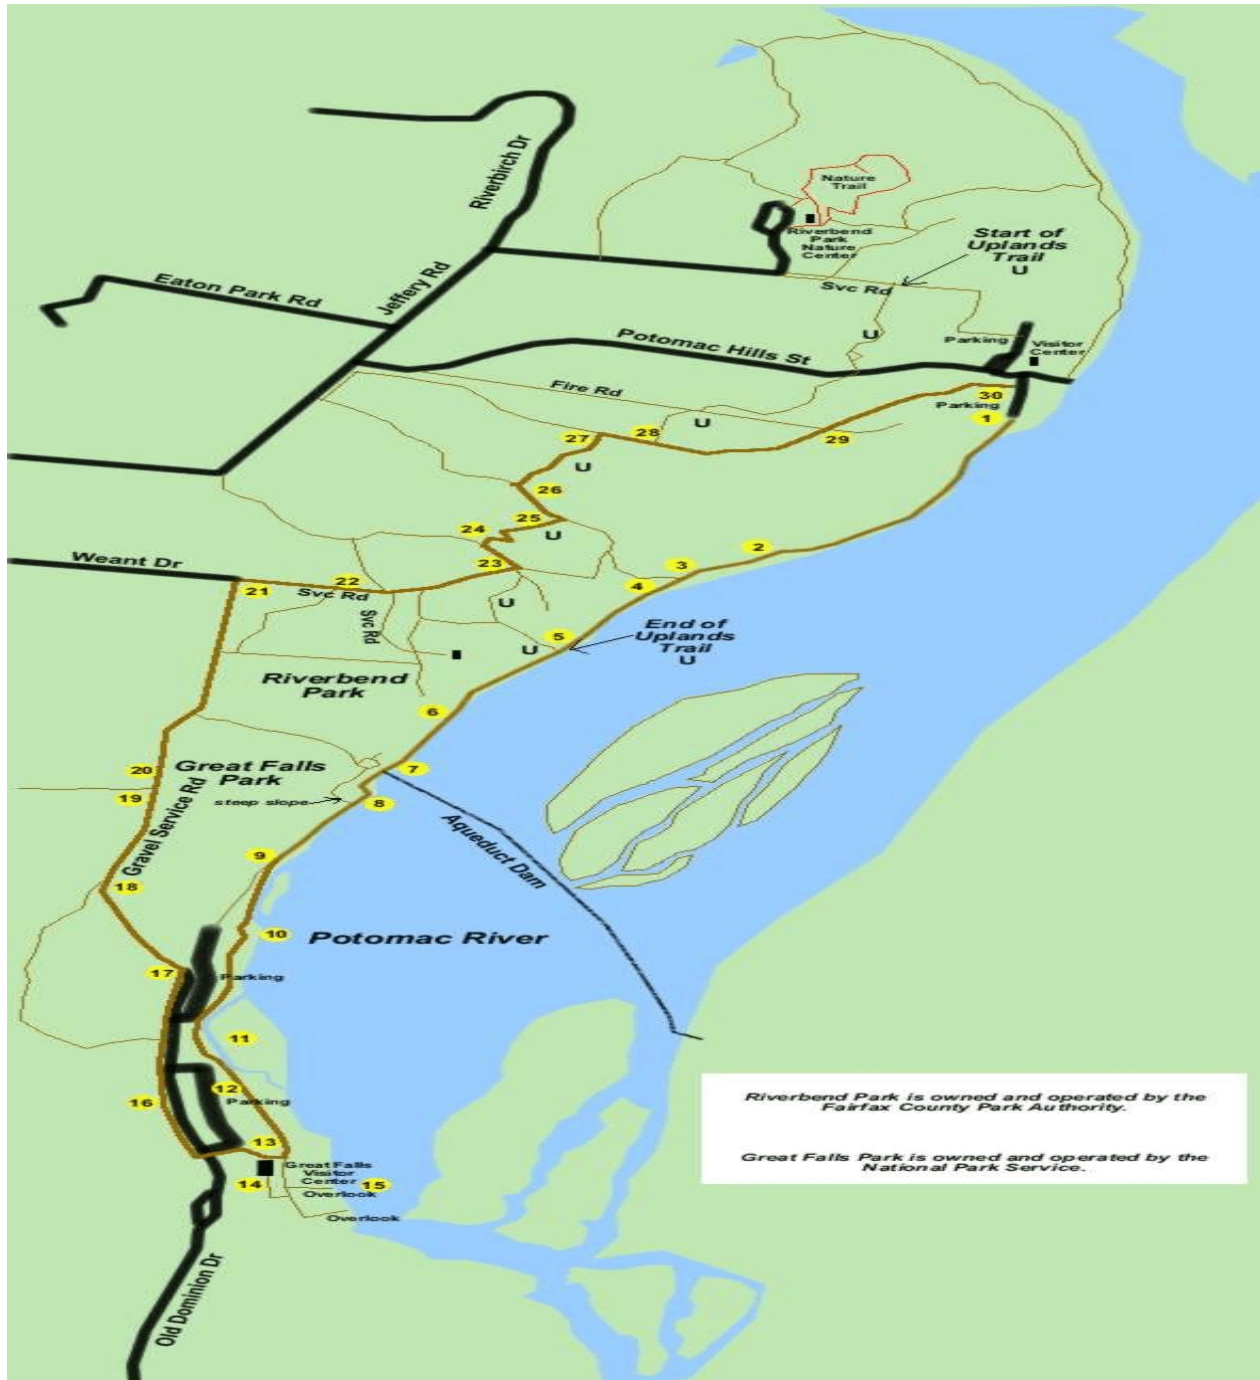 Riverbirch Dr
Nature
Trail
Riverbend
Park
Nature
Center
Start of
Uplands
Trail
U
Eaton Park Rd
Jeffery Rd
Svc Rd
U
Potomac Hills St
Parking
Visitor
Center
Fire Rd
30
Parking
1
U
28
27
29
U
26
25
24
U
2
23
3
Weant Dr
22
4
21
Svc Rd
U
Svc Rd
5
End of
Uplands
Trail
U
U
Riverbend
Park
6
20
Great Falls
Park
7
19
steep slope
8
Gravel Service Rd
Aqueduct Dam
9
18
10
Potomac River
17
Parking
11
12
16
Parking
13
Great Falls
Visitor
Center
14
15
Overlook
Overlook
Old Dominion Dr
Riverbend Park is owned and operated by the
Fairfax County Park Authority.
Great Falls Park is owned and operated by the
National Park Service.